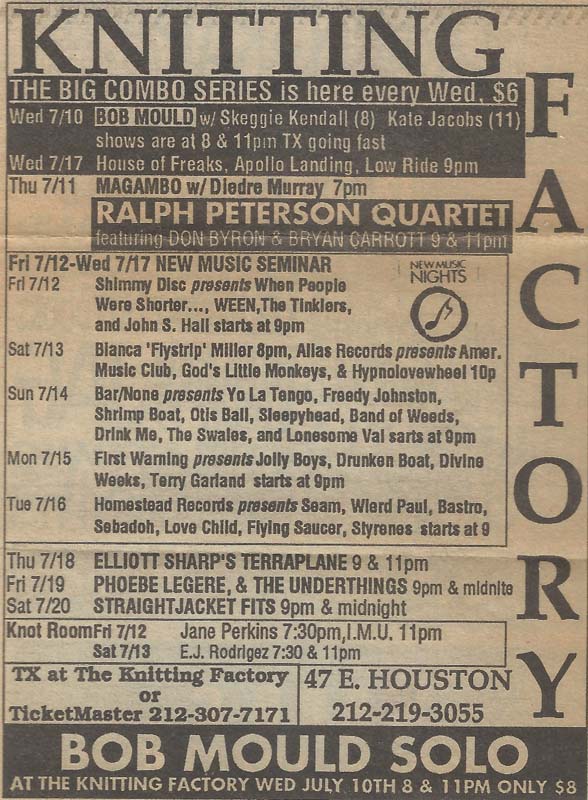 KNITTING
FACTORY
THE BIG COMBO SERIES is here every Wed. $6
Wed 7/10 BOB MOULD w/ Skeggie Kendall (8) Kate Jacobs (11)
shows are at 8 & 11pm TX going fast
Wed 7/17 House of Freaks, Apollo Landing, Low Ride 9pm
Thu 7/11 MAGAMBO w/ Diedre Murray 7pm
RALPH PETERSON QUARTET
featuring DON BYRON & BRYAN CARROTT 9 & 11pm
Fri 7/12-Wed 7/17 NEW MUSIC SEMINAR
NEW MUSIC
NIGHTS
Fri 7/12 Shimmy Disc presents When People
Were Shorter..., WEEN,The Tinklers,
and John S. Hall starts at 9pm
Sat 7/13 Bianca 'Flystrip' Miller 8pm, Alias Records presents Amer.
Music Club, God's Little Monkeys, & Hypnolovewheel 10p
Sun 7/14 Bar/None presents Yo La Tengo, Freedy Johnston,
Shrimp Boat, Otis Ball, Sleepyhead, Band of Weeds,
Drink Me, The Swales, and Lonesome Val sarts at 9pm
Mon 7/15 First Warning presents Jolly Boys, Drunken Boat, Divine
Weeks, Terry Garland starts at 9pm
Tue 7/16 Homestead Records presents Seam, Wierd Paul, Bastro,
Sebadoh, Love Child, Flying Saucer, Styrenes starts at 9
Thu 7/18 ELLIOTT SHARP'S TERRAPLANE 9 & 11pm
Fri 7/19 PHOEBE LEGERE, & THE UNDERTHINGS 9pm & midnite
Sat 7/20 STRAIGHTJACKET FITS 9pm & midnight
Knot Room Fri 7/12 Jane Perkins 7:30pm,I.M.U. 11pm
Sat 7/13 E.J. Rodrigez 7:30 & 11pm
TX at The Knitting Factory
or
TicketMaster 212-307-7171
47 E. HOUSTON
212-219-3055
BOB MOULD SOLO
AT THE KNITTING FACTORY WED JULY 10TH 8 & 11PM ONLY $8